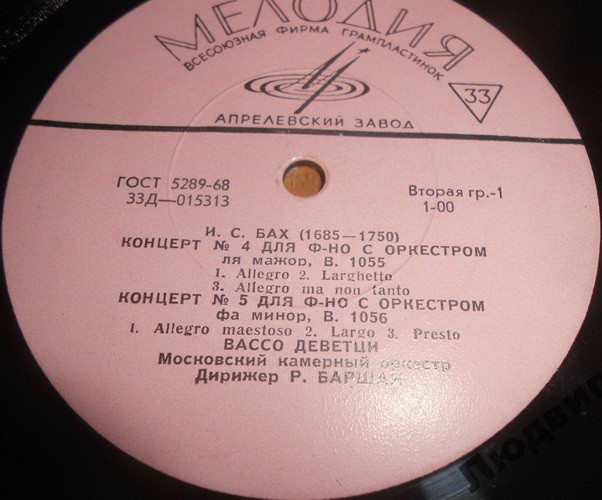 МЕЛОДИЯ
ВСЕСОЮЗНАЯ ФИРМА ГРАМПЛАСТИНОК
33
АПРЕЛЕВСКИЙ ЗАВОД
ГОСТ 5289-68
33Д—015313
Вторая гр.-1
1-00
И. С. БАХ (1685—1750)
КОНЦЕРТ № 4 ДЛЯ Ф-НО С ОРКЕСТРОМ
ля мажор, В. 1055
1. Allegro 2. Larghetto
3. Allegro ma non tanto
КОНЦЕРТ № 5 ДЛЯ Ф-НО С ОРКЕСТРОМ
фа минор, В. 1056
1. Allegro maestoso 2. Largo 3. Presto
ВАССО ДЕВЕТЦИ
Московский камерный оркестр
Дирижер Р. БАРШАЙ
Людвиг